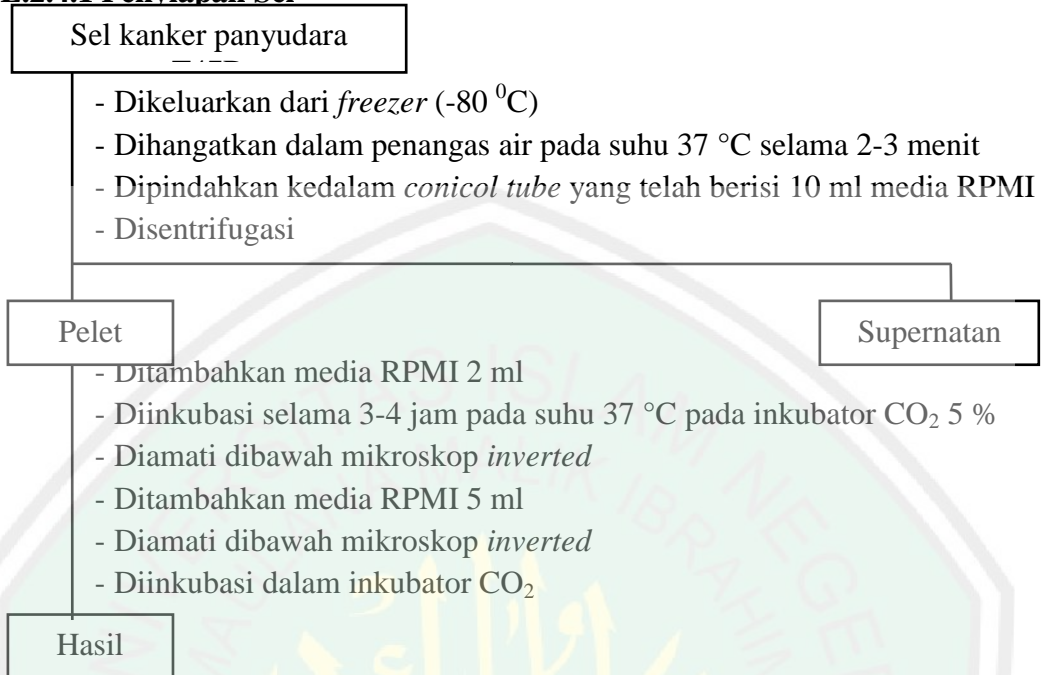 Sel kanker panyudara
- Dikeluarkan dari freezer (-80 ⁰C)
- Dihangatkan dalam penangas air pada suhu 37 °C selama 2-3 menit
- Dipindahkan kedalam conicol tube yang telah berisi 10 ml media RPMI
- Disentrifugasi
Pelet
Supernatan
- Ditambahkan media RPMI 2 ml
- Diinkubasi selama 3-4 jam pada suhu 37 °C pada inkubator CO₂ 5 %
- Diamati dibawah mikroskop inverted
- Ditambahkan media RPMI 5 ml
- Diamati dibawah mikroskop inverted
- Diinkubasi dalam inkubator CO₂
Hasil